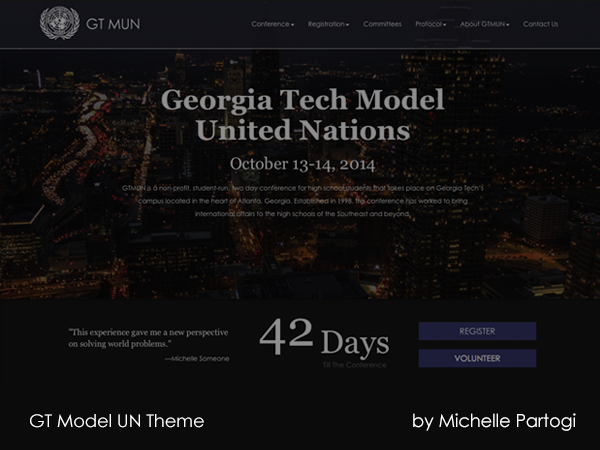 GT MUN
Conference Registration Committees Protocol About GTMUN Contact Us
Georgia Tech Model
United Nations
October 13-14, 2014
GTMUN is a non-profit, student-run, two day conference for high school students that takes place on Georgia Tech's
campus located in the heart of Atlanta, Georgia. Established in 1998, the conference has worked to bring
international affairs to the high schools of the Southeast and beyond.
"This experience gave me a new perspective
on solving world problems."
—Michelle Someone
42 Days
Till The Conference
REGISTER
VOLUNTEER
GT Model UN Theme
by Michelle Partogi